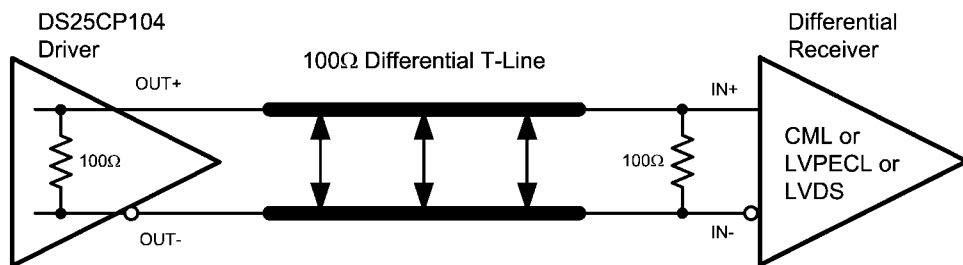 DS25CP104
Driver
Differential
Receiver
100Ω Differential T-Line
OUT+
IN+
100Ω
100Ω
CML or
LVPECL or
LVDS
OUT-
IN-